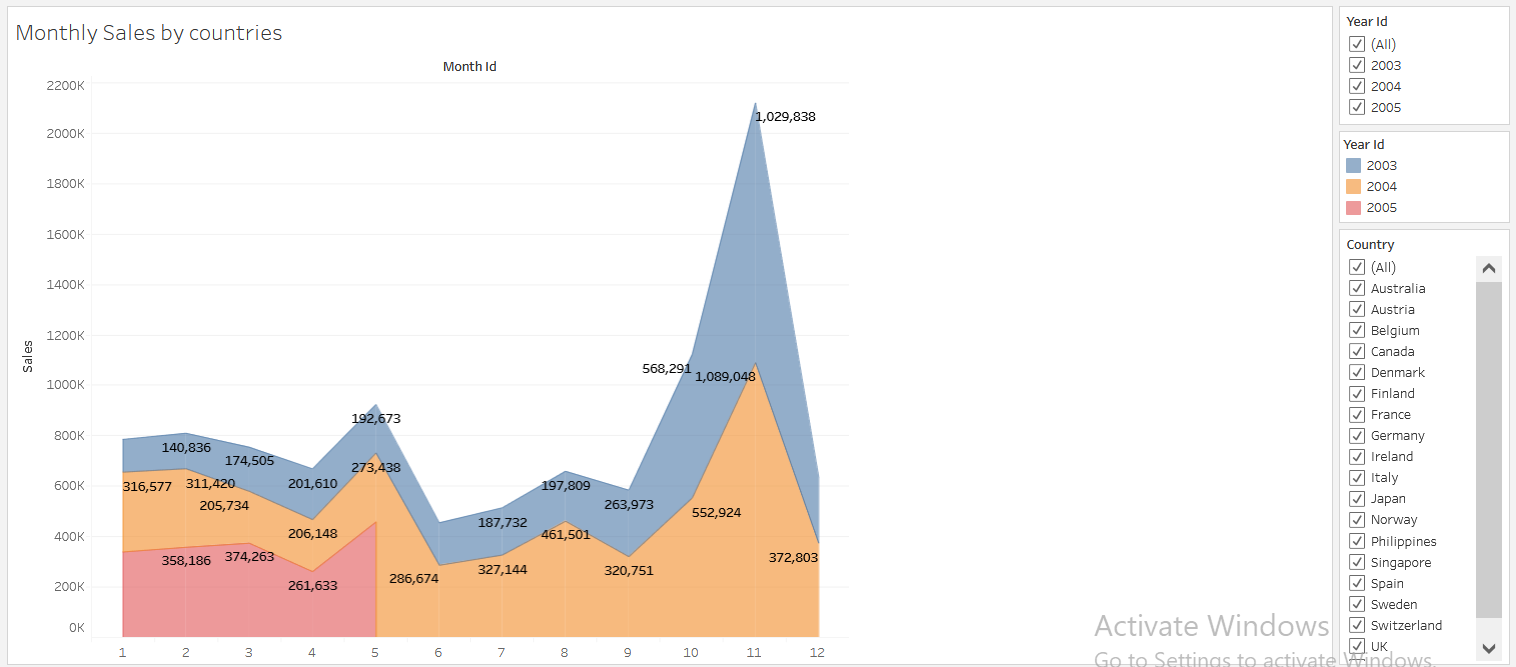 Monthly Sales by countries
Month Id
2200K
2000K
1800K
1600K
1400K
1200K
1000K
800K
600K
400K
200K
0K
Sales
1,029,838
568,291
1,089,048
192,673
140,836
174,505
273,438
316,577
311,420
201,610
197,809
205,734
263,973
552,924
187,732
206,148
461,501
358,186
374,263
372,803
327,144
320,751
286,674
261,633
1 2 3 4 5 6 7 8 9 10 11 12
Year Id
(All)
2003
2004
2005
Year Id
2003
2004
2005
Country
(All)
Australia
Austria
Belgium
Canada
Denmark
Finland
France
Germany
Ireland
Italy
Japan
Norway
Philippines
Singapore
Spain
Sweden
Switzerland
UK
Activate Windows
Go to Settings to activate Windows.